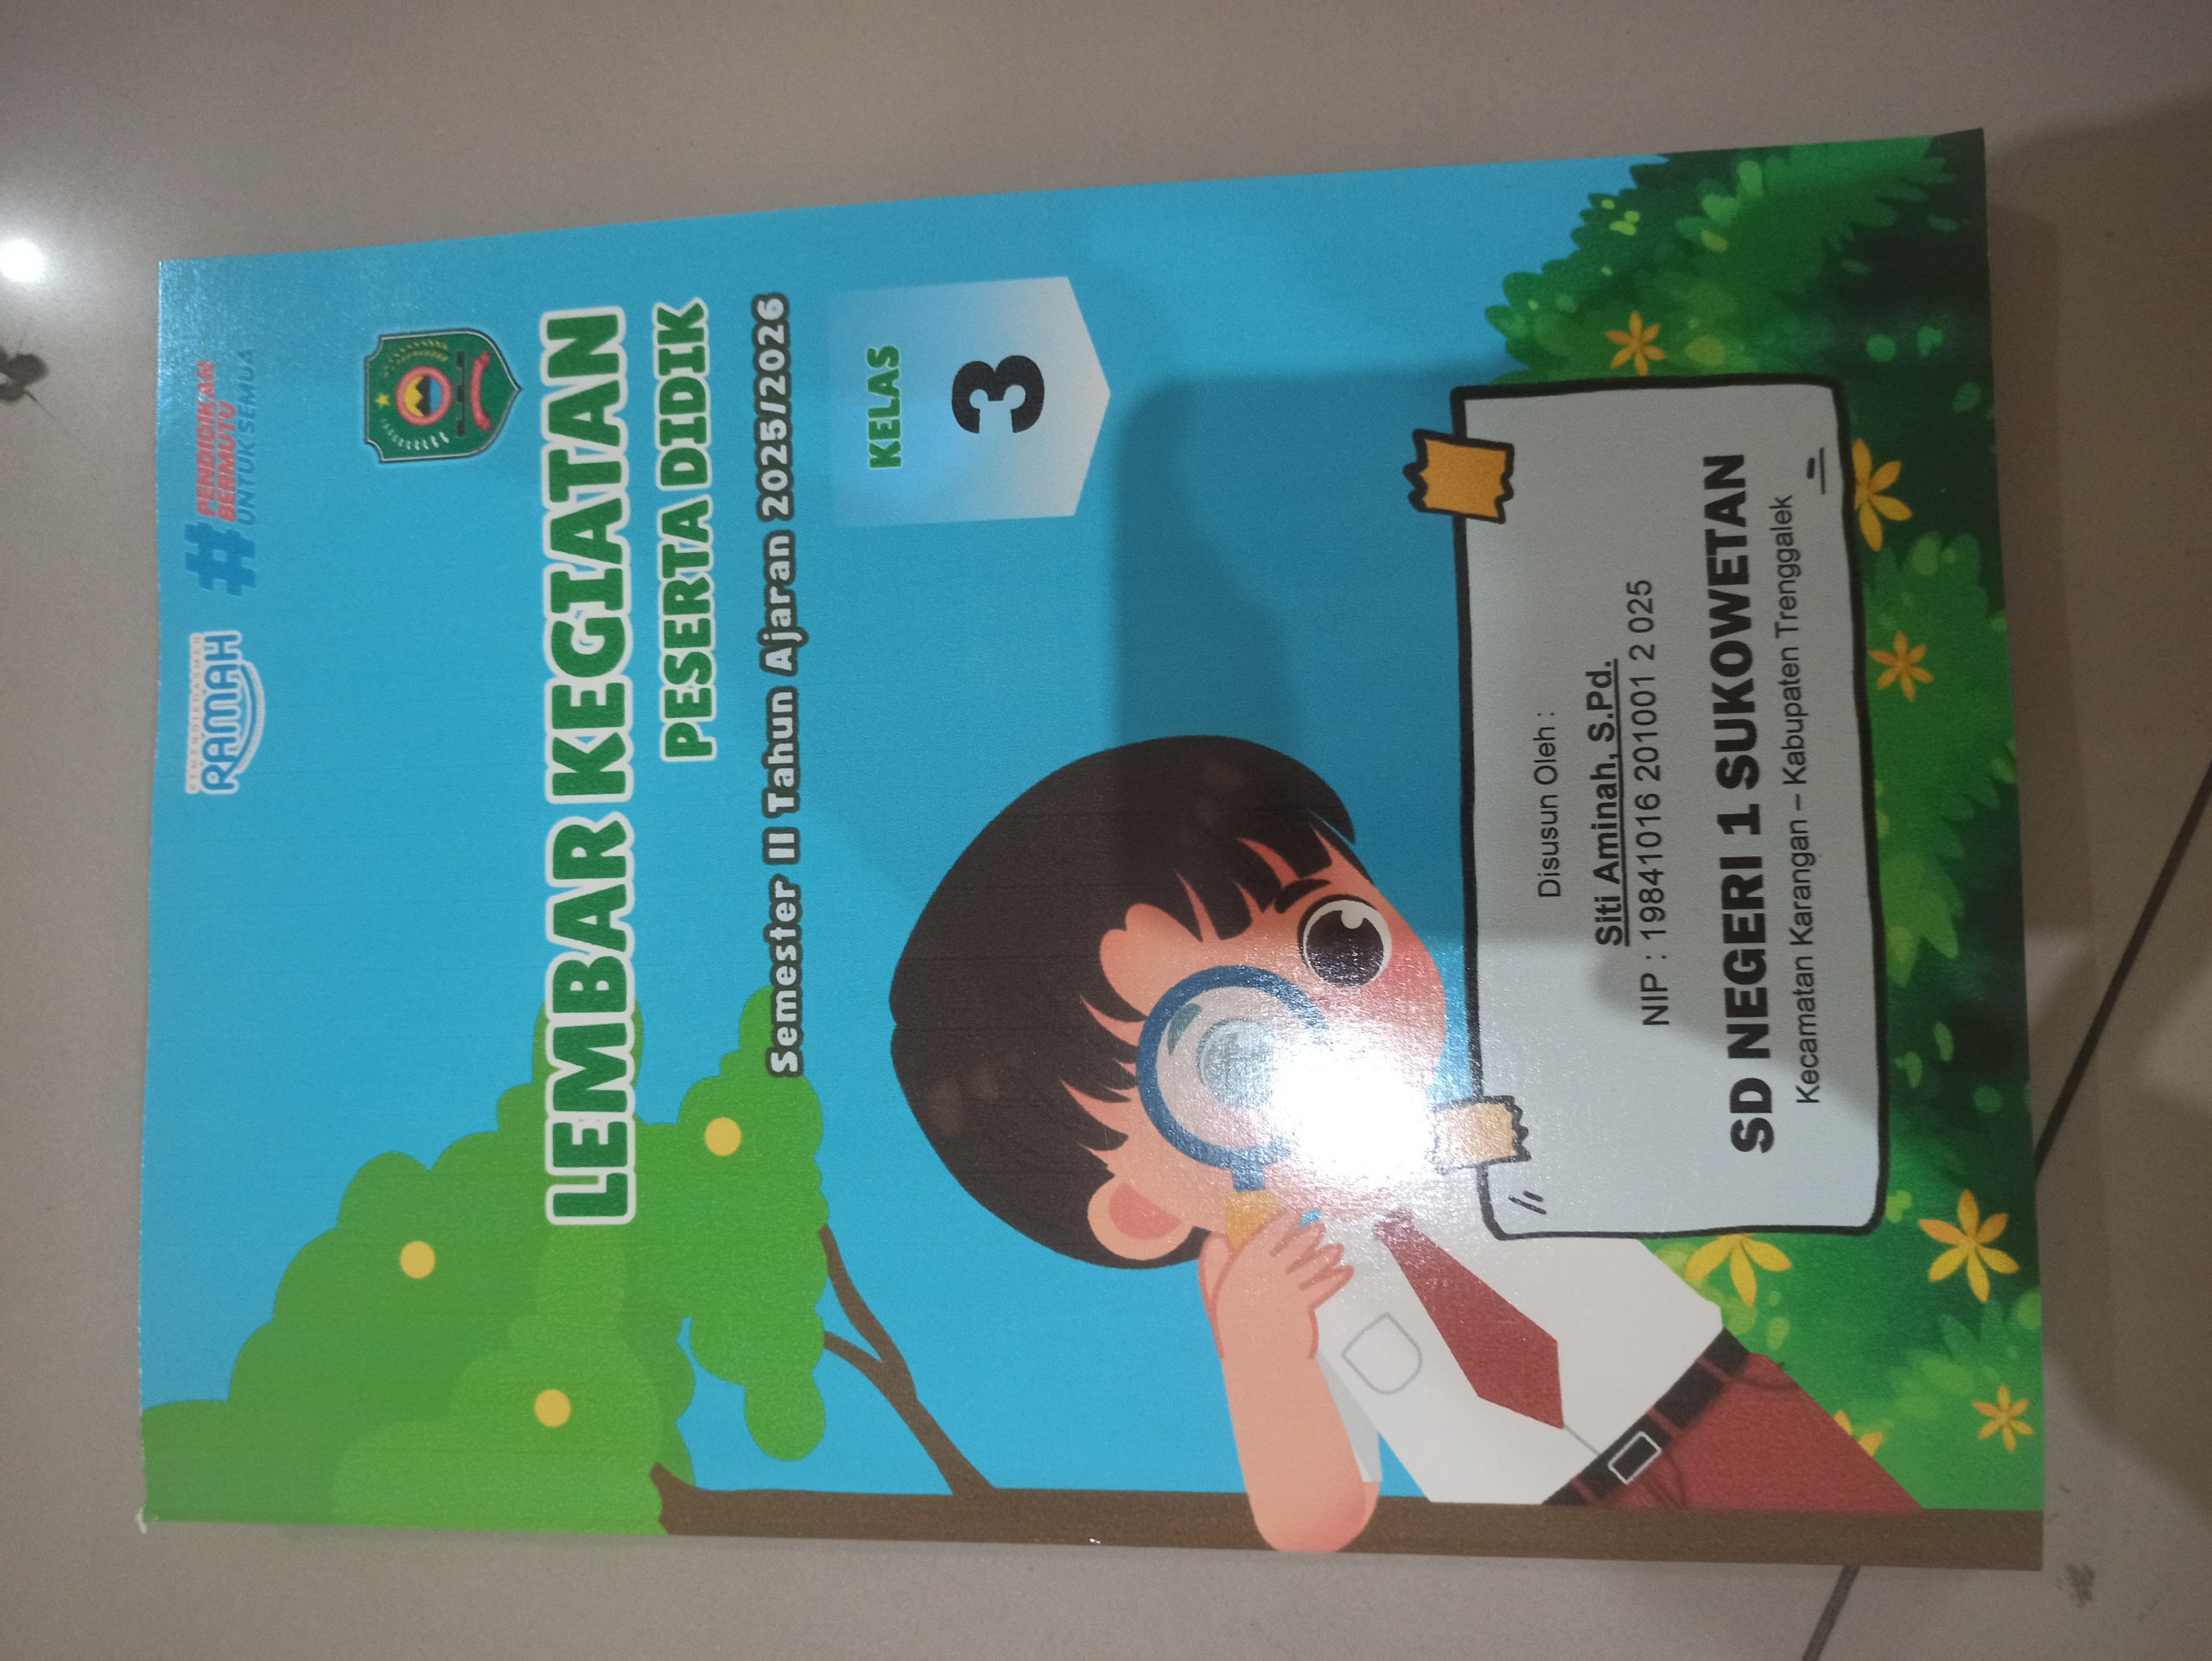 KEMENDIKDASMEN
RAMAH
#PENDIDIKAN
BERMUTU
UNTUK SEMUA
LEMBAR KEGIATAN
PESERTA DIDIK
Semester II Tahun Ajaran 2025/2026
KELAS
3
Disusun Oleh :
Siti Aminah, S.Pd.
NIP : 19841016 201001 2 025
SD NEGERI 1 SUKOWETAN
Kecamatan Karangan – Kabupaten Trenggalek